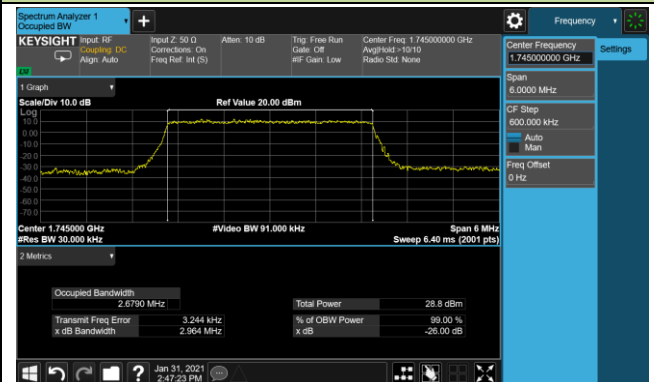 Spectrum Analyzer 1
Occupied BW
Frequency
KEYSIGHT
Input: RF
Coupling: DC
Align: Auto
Input Z: 50 Ω
Corrections: On
Freq Ref: Int (S)
Atten: 10 dB
Trig: Free Run
Gate: Off
#IF Gain: Low
Center Freq: 1.745000000 GHz
Avg|Hold:>10/10
Radio Std: None
Center Frequency
1.745000000 GHz
Settings
Span
6.0000 MHz
CF Step
600.000 kHz
Auto
Man
Freq Offset
0 Hz
1 Graph
Scale/Div 10.0 dB
Ref Value 20.00 dBm
Log
10.0
0.00
-10.0
-20.0
-30.0
-40.0
-50.0
-60.0
-70.0
Center 1.745000 GHz
#Video BW 91.000 kHz
Span 6 MHz
#Res BW 30.000 kHz
Sweep 6.40 ms (2001 pts)
2 Metrics
Occupied Bandwidth
2.6790 MHz
Total Power
28.8 dBm
Transmit Freq Error
3.244 kHz
% of OBW Power
99.00 %
x dB Bandwidth
2.964 MHz
x dB
-26.00 dB
Jan 31, 2021
2:47:23 PM